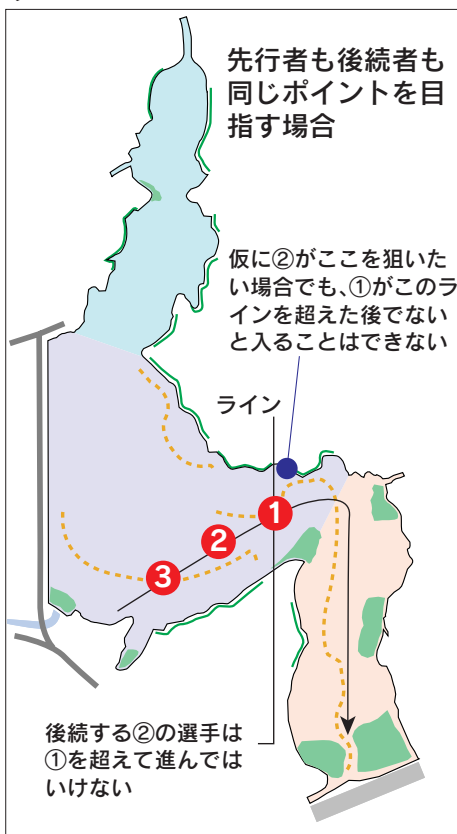 先行者も後続者も
同じポイントを目
指す場合
仮に②がここを狙いた
い場合でも、①がこのラ
インを超えた後でない
と入ることはできない
ライン
1
2
3
後続する②の選手は
①を超えて進んでは
いけない